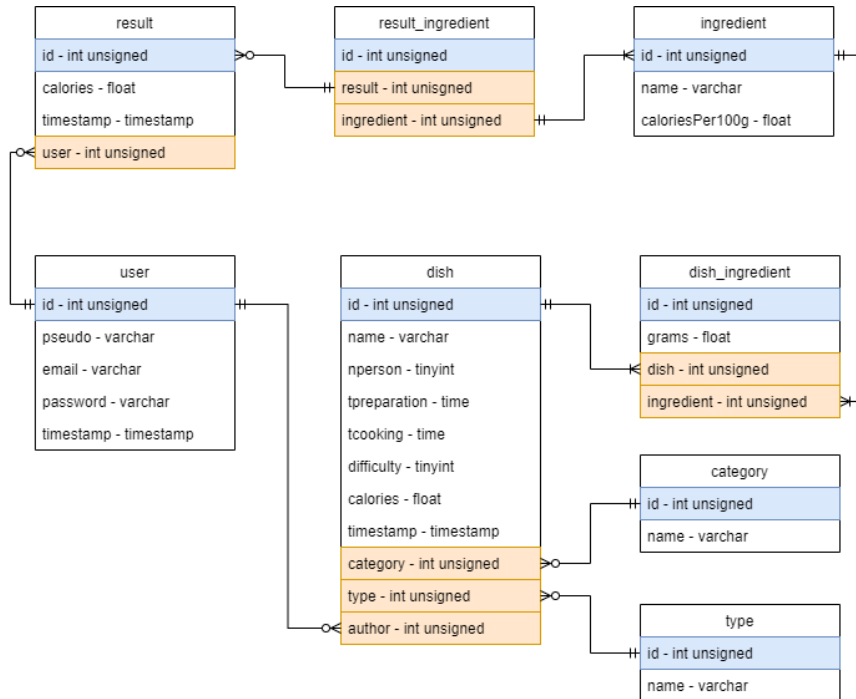 result
id - int unsigned
calories - float
timestamp - timestamp
user - int unsigned
result_ingredient
id - int unsigned
result - int unisgned
ingredient - int unsigned
ingredient
id - int unsigned
name - varchar
caloriesPer100g - float
user
id - int unsigned
pseudo - varchar
email - varchar
password - varchar
timestamp - timestamp
dish
id - int unsigned
name - varchar
nperson - tinyint
tpreparation - time
tcooking - time
difficulty - tinyint
calories - float
timestamp - timestamp
category - int unsigned
type - int unsigned
author - int unsigned
dish_ingredient
id - int unsigned
grams - float
dish - int unsigned
ingredient - int unsigned
category
id - int unsigned
name - varchar
type
id - int unsigned
name - varchar